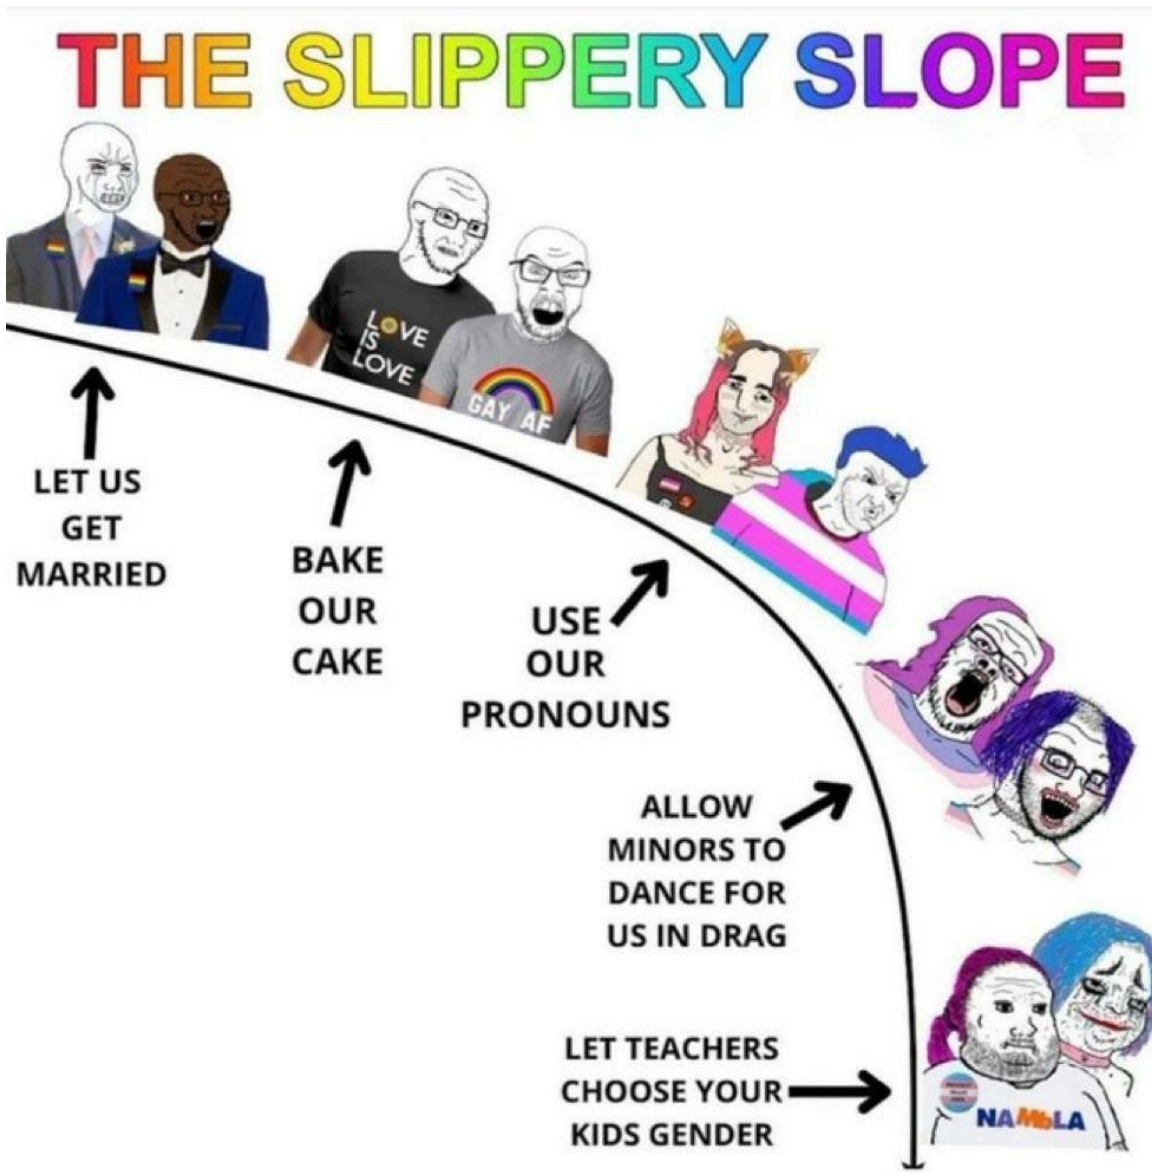 THE SLIPPERY SLOPE
LOVE
IS
LOVE
GAY AF
LET US
GET
MARRIED
BAKE
OUR
CAKE
USE
OUR
PRONOUNS
ALLOW
MINORS TO
DANCE FOR
US IN DRAG
LET TEACHERS
CHOOSE YOUR
KIDS GENDER
NAMbLA